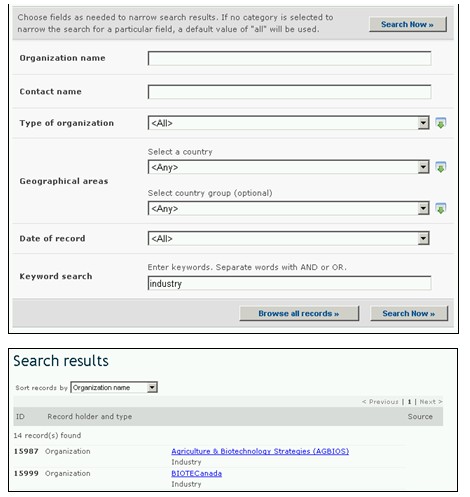 Choose fields as needed to narrow search results. If no category is selected to
narrow the search for a particular field, a default value of "all" will be used.
Search Now »
Organization name
Contact name
Type of organization
<All>
Geographical areas
Select a country
<Any>
Select country group (optional)
<Any>
Date of record
<All>
Keyword search
Enter keywords. Separate words with AND or OR.
industry
Browse all records »
Search Now »
Search results
Sort records by Organization name
< Previous | 1 | Next >
ID Record holder and type Source
14 record(s) found
15987 Organization Agriculture & Biotechnology Strategies (AGBIOS)
Industry
15999 Organization BIOTECanada
Industry